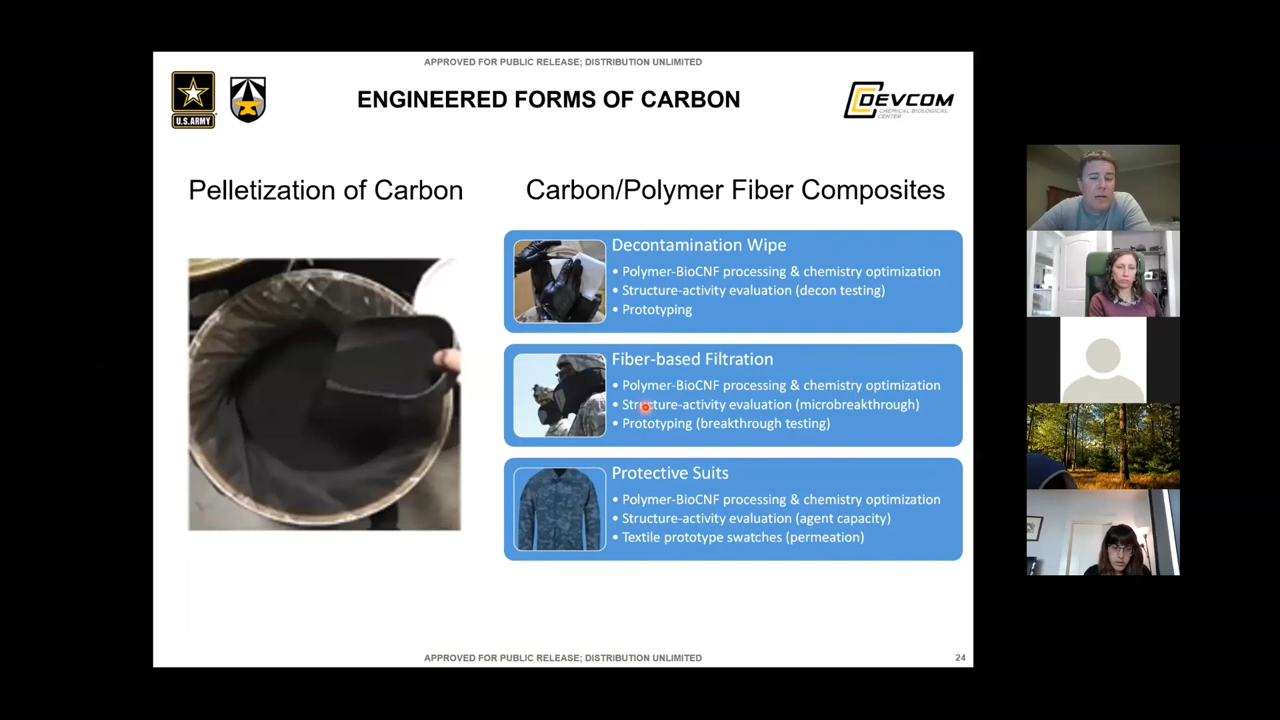 APPROVED FOR PUBLIC RELEASE; DISTRIBUTION UNLIMITED
U.S.ARMY
ENGINEERED FORMS OF CARBON
DEVCOM
CHEMICAL BIOLOGICAL
CENTER
Pelletization of Carbon
Carbon/Polymer Fiber Composites
Decontamination Wipe
• Polymer-BioCNF processing & chemistry optimization
• Structure-activity evaluation (decon testing)
• Prototyping
Fiber-based Filtration
• Polymer-BioCNF processing & chemistry optimization
• Structure-activity evaluation (microbreakthrough)
• Prototyping (breakthrough testing)
Protective Suits
• Polymer-BioCNF processing & chemistry optimization
• Structure-activity evaluation (agent capacity)
• Textile prototype swatches (permeation)
APPROVED FOR PUBLIC RELEASE; DISTRIBUTION UNLIMITED
24